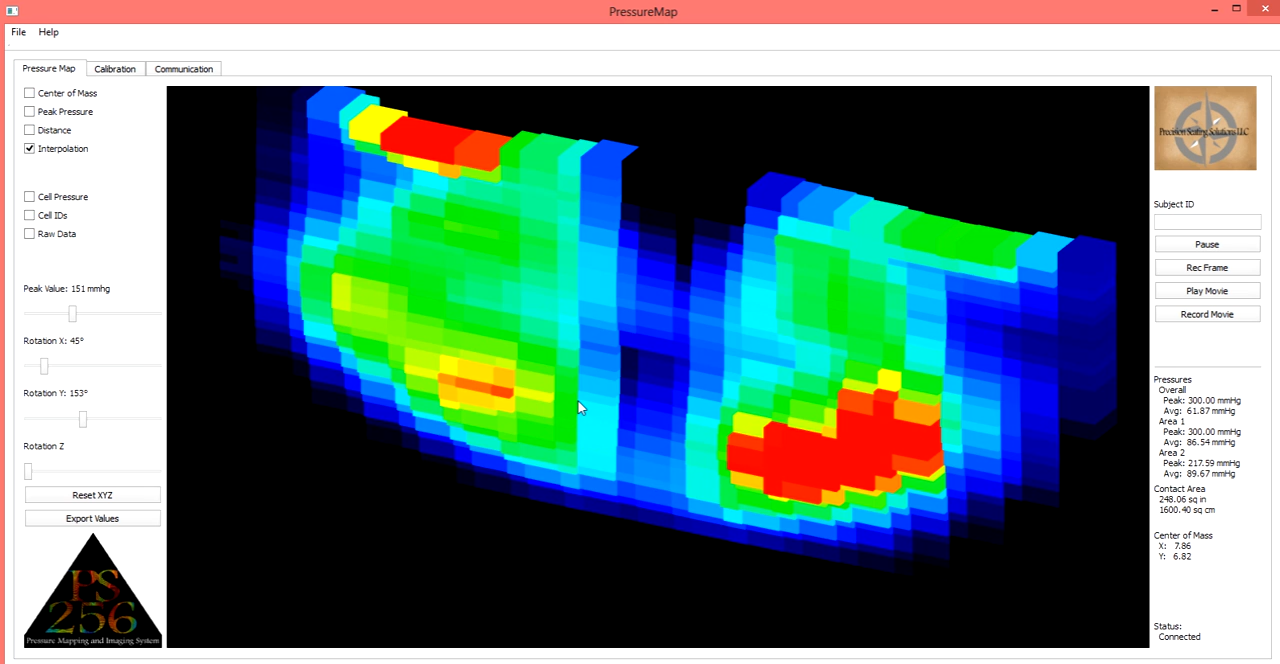 PressureMap
File Help
Pressure Map Calibration Communication
Center of Mass
Peak Pressure
Distance
Interpolation
Cell Pressure
Cell IDs
Raw Data
Peak Value: 151 mmhg
Rotation X: 45°
Rotation Y: 153°
Rotation Z
Reset XYZ
Export Values
PS
256
Pressure Mapping and Imaging System
Precision Seating Solutions LLC
Subject ID
Pause
Rec Frame
Play Movie
Record Movie
Pressures
Overall
Peak: 300.00 mmHg
Avg: 61.87 mmHg
Area 1
Peak: 300.00 mmHg
Avg: 86.54 mmHg
Area 2
Peak: 217.59 mmHg
Avg: 89.67 mmHg
Contact Area
248.06 sq in
1600.40 sq cm
Center of Mass
X: 7.86
Y: 6.82
Status:
Connected